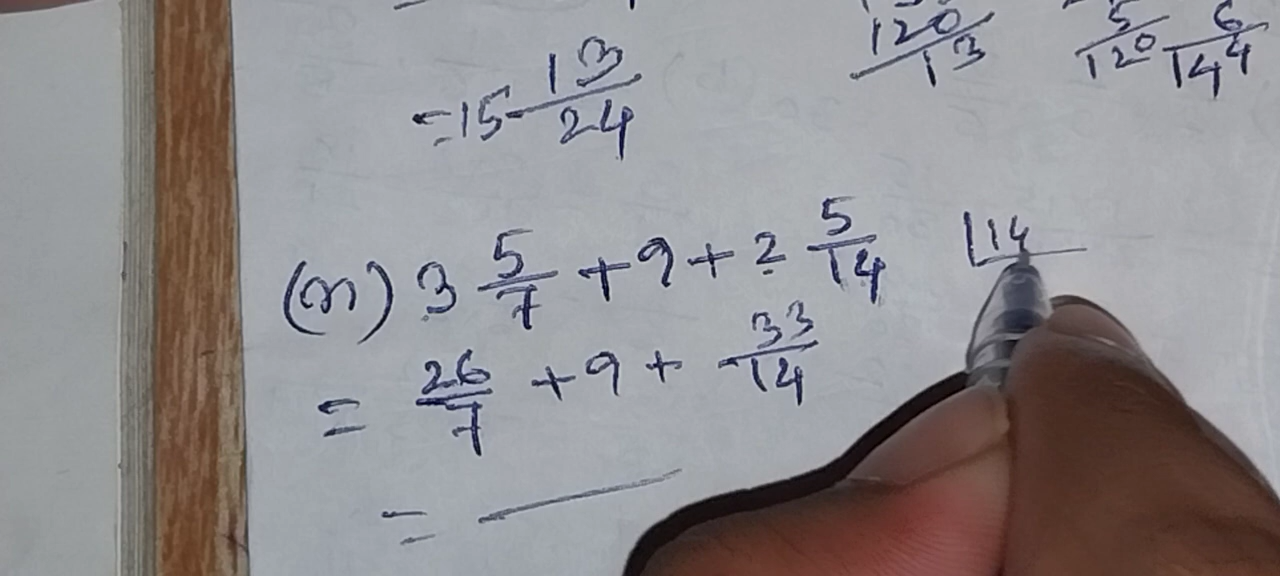 = 15 13/24
120/13
5/120 6/144
(n) 3 5/7 + 9 + 2 5/14
14
= 26/7 + 9 + 33/14
=